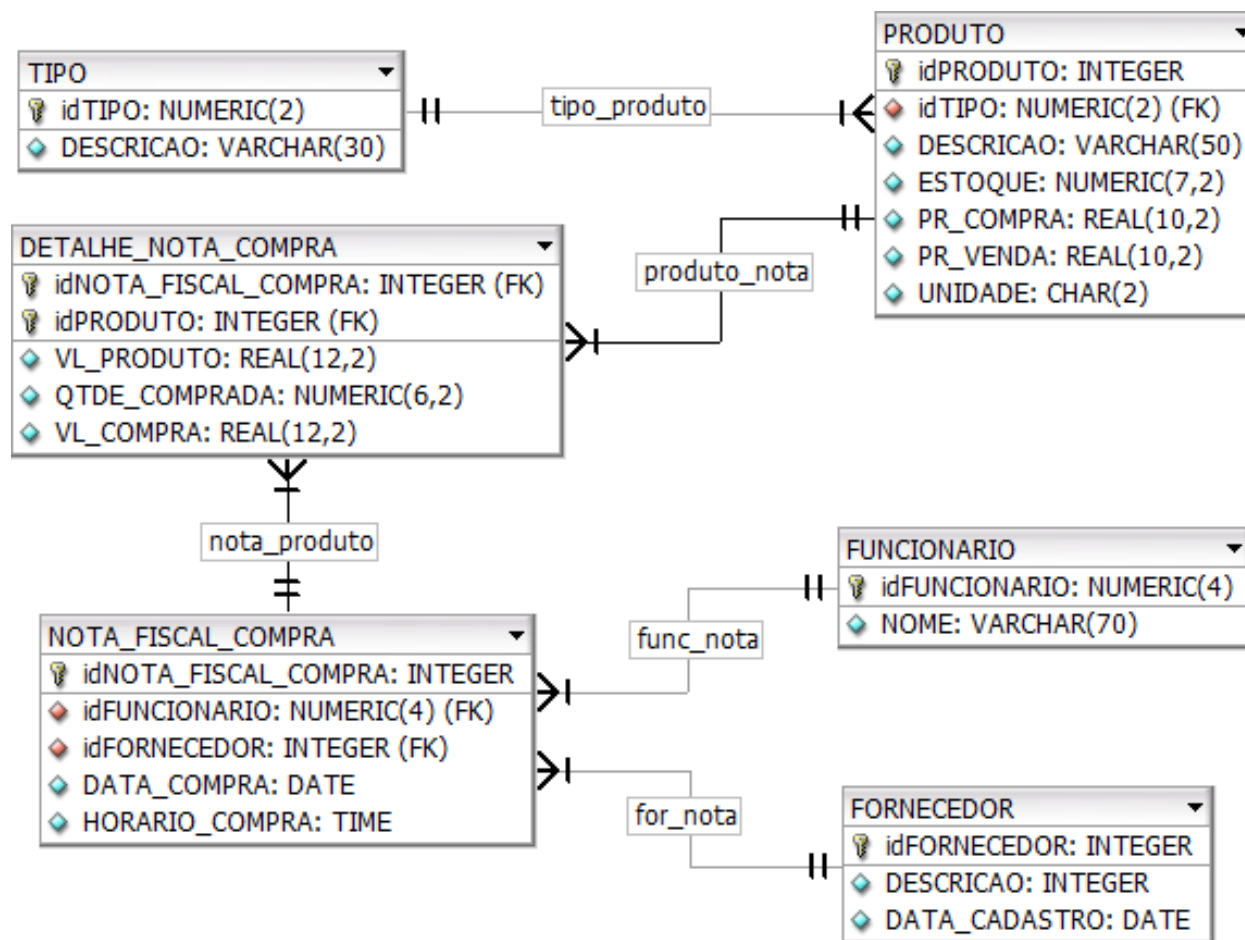 TIPO
idTIPO: NUMERIC(2)
DESCRICAO: VARCHAR(30)
tipo_produto
PRODUTO
idPRODUTO: INTEGER
idTIPO: NUMERIC(2) (FK)
DESCRICAO: VARCHAR(50)
ESTOQUE: NUMERIC(7,2)
PR_COMPRA: REAL(10,2)
PR_VENDA: REAL(10,2)
UNIDADE: CHAR(2)
DETALHE_NOTA_COMPRA
idNOTA_FISCAL_COMPRA: INTEGER (FK)
idPRODUTO: INTEGER (FK)
VL_PRODUTO: REAL(12,2)
QTDE_COMPRADA: NUMERIC(6,2)
VL_COMPRA: REAL(12,2)
produto_nota
nota_produto
NOTA_FISCAL_COMPRA
idNOTA_FISCAL_COMPRA: INTEGER
idFUNCIONARIO: NUMERIC(4) (FK)
idFORNECEDOR: INTEGER (FK)
DATA_COMPRA: DATE
HORARIO_COMPRA: TIME
func_nota
FUNCIONARIO
idFUNCIONARIO: NUMERIC(4)
NOME: VARCHAR(70)
for_nota
FORNECEDOR
idFORNECEDOR: INTEGER
DESCRICAO: INTEGER
DATA_CADASTRO: DATE